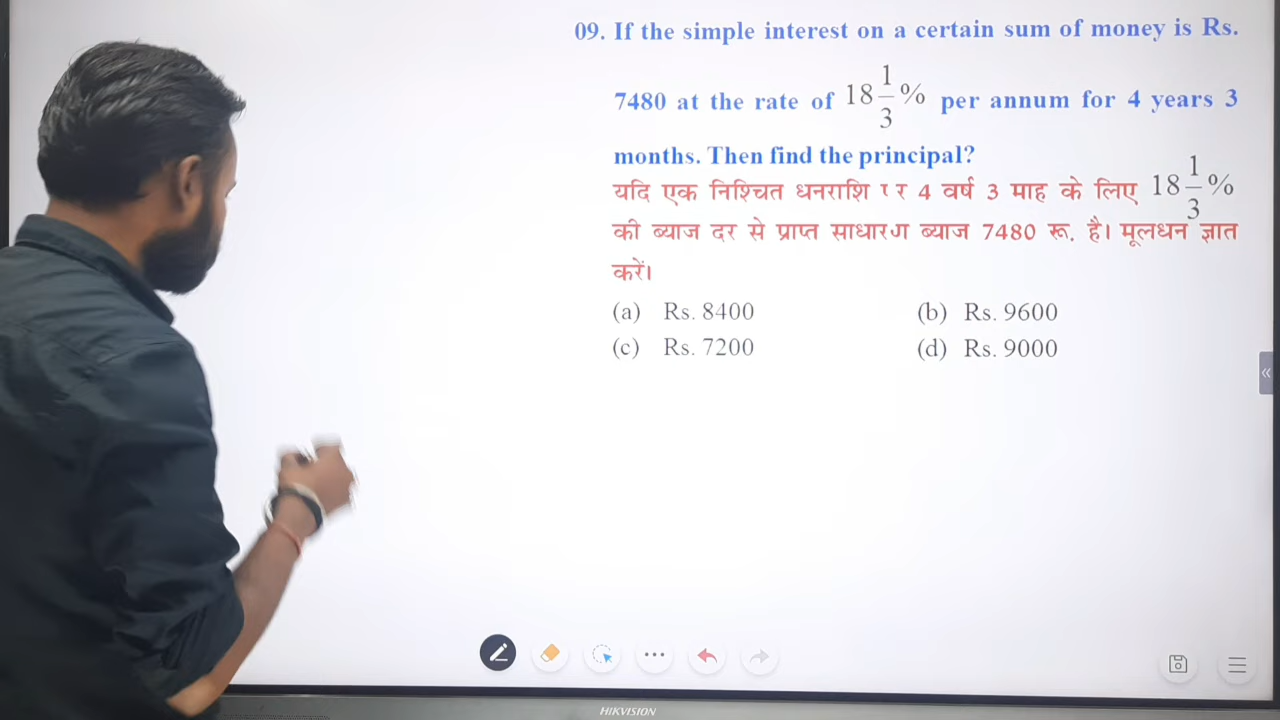 09. If the simple interest on a certain sum of money is Rs.
7480 at the rate of 18 1/3 % per annum for 4 years 3
months. Then find the principal?
यदि एक निश्चित धनराशि पर 4 वर्ष 3 माह के लिए 18 1/3 %
की ब्याज दर से प्राप्त साधारण ब्याज 7480 रू. है। मूलधन ज्ञात
करें।
(a) Rs. 8400 (b) Rs. 9600
(c) Rs. 7200 (d) Rs. 9000
HIKVISION